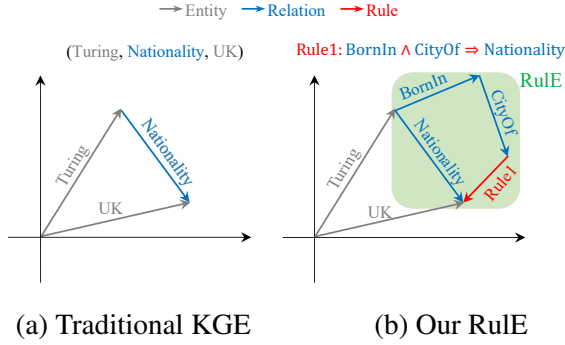 Entity Relation Rule
(Turing, Nationality, UK)
Turing
Nationality
UK
(a) Traditional KGE
Rule1: BornIn ∧ CityOf ⇒ Nationality
RulE
BornIn
CityOf
Turing
Nationality
Rule1
UK
(b) Our RulE